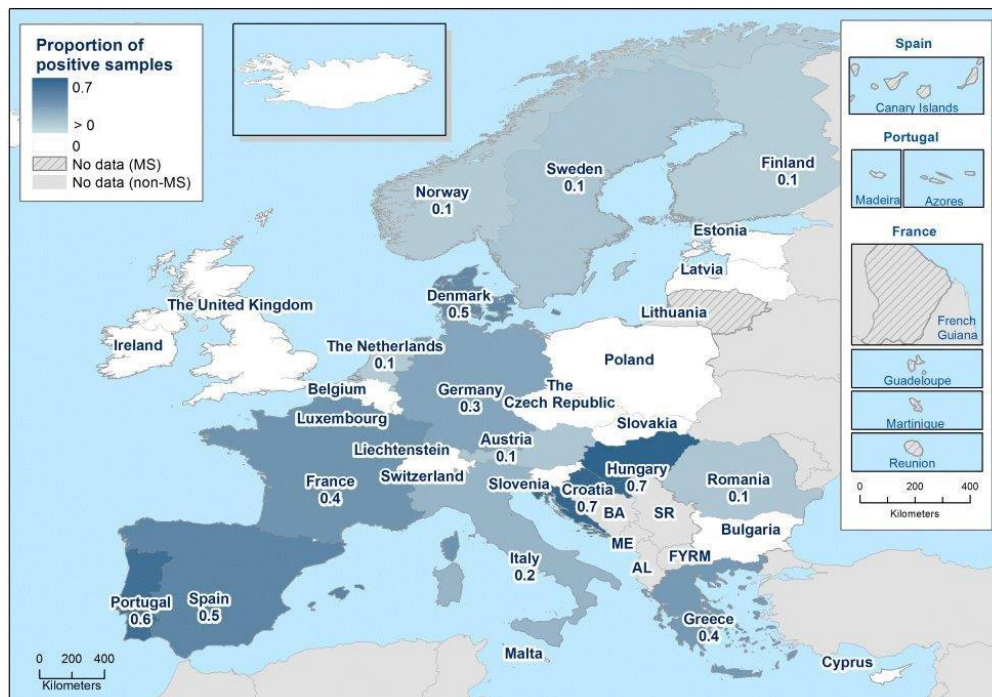 Proportion of
positive samples
0.7
> 0
0
No data (MS)
No data (non-MS)
Spain
Canary Islands
Portugal
Madeira
Azores
France
French
Guiana
Guadeloupe
Martinique
Reunion
0 200 400
Kilometers
Norway
0.1
Sweden
0.1
Finland
0.1
Estonia
Latvia
Lithuania
Denmark
0.5
The United Kingdom
Ireland
The Netherlands
0.1
Belgium
Luxembourg
Germany
0.3
Poland
The
Czech Republic
Slovakia
Liechtenstein
Austria
0.1
Switzerland
Slovenia
Hungary
0.7
Croatia
0.7
Romania
0.1
France
0.4
BA
SR
Bulgaria
ME
FYRM
AL
Italy
0.2
Portugal
0.6
Spain
0.5
Greece
0.4
Malta
Cyprus
0 200 400
Kilometers